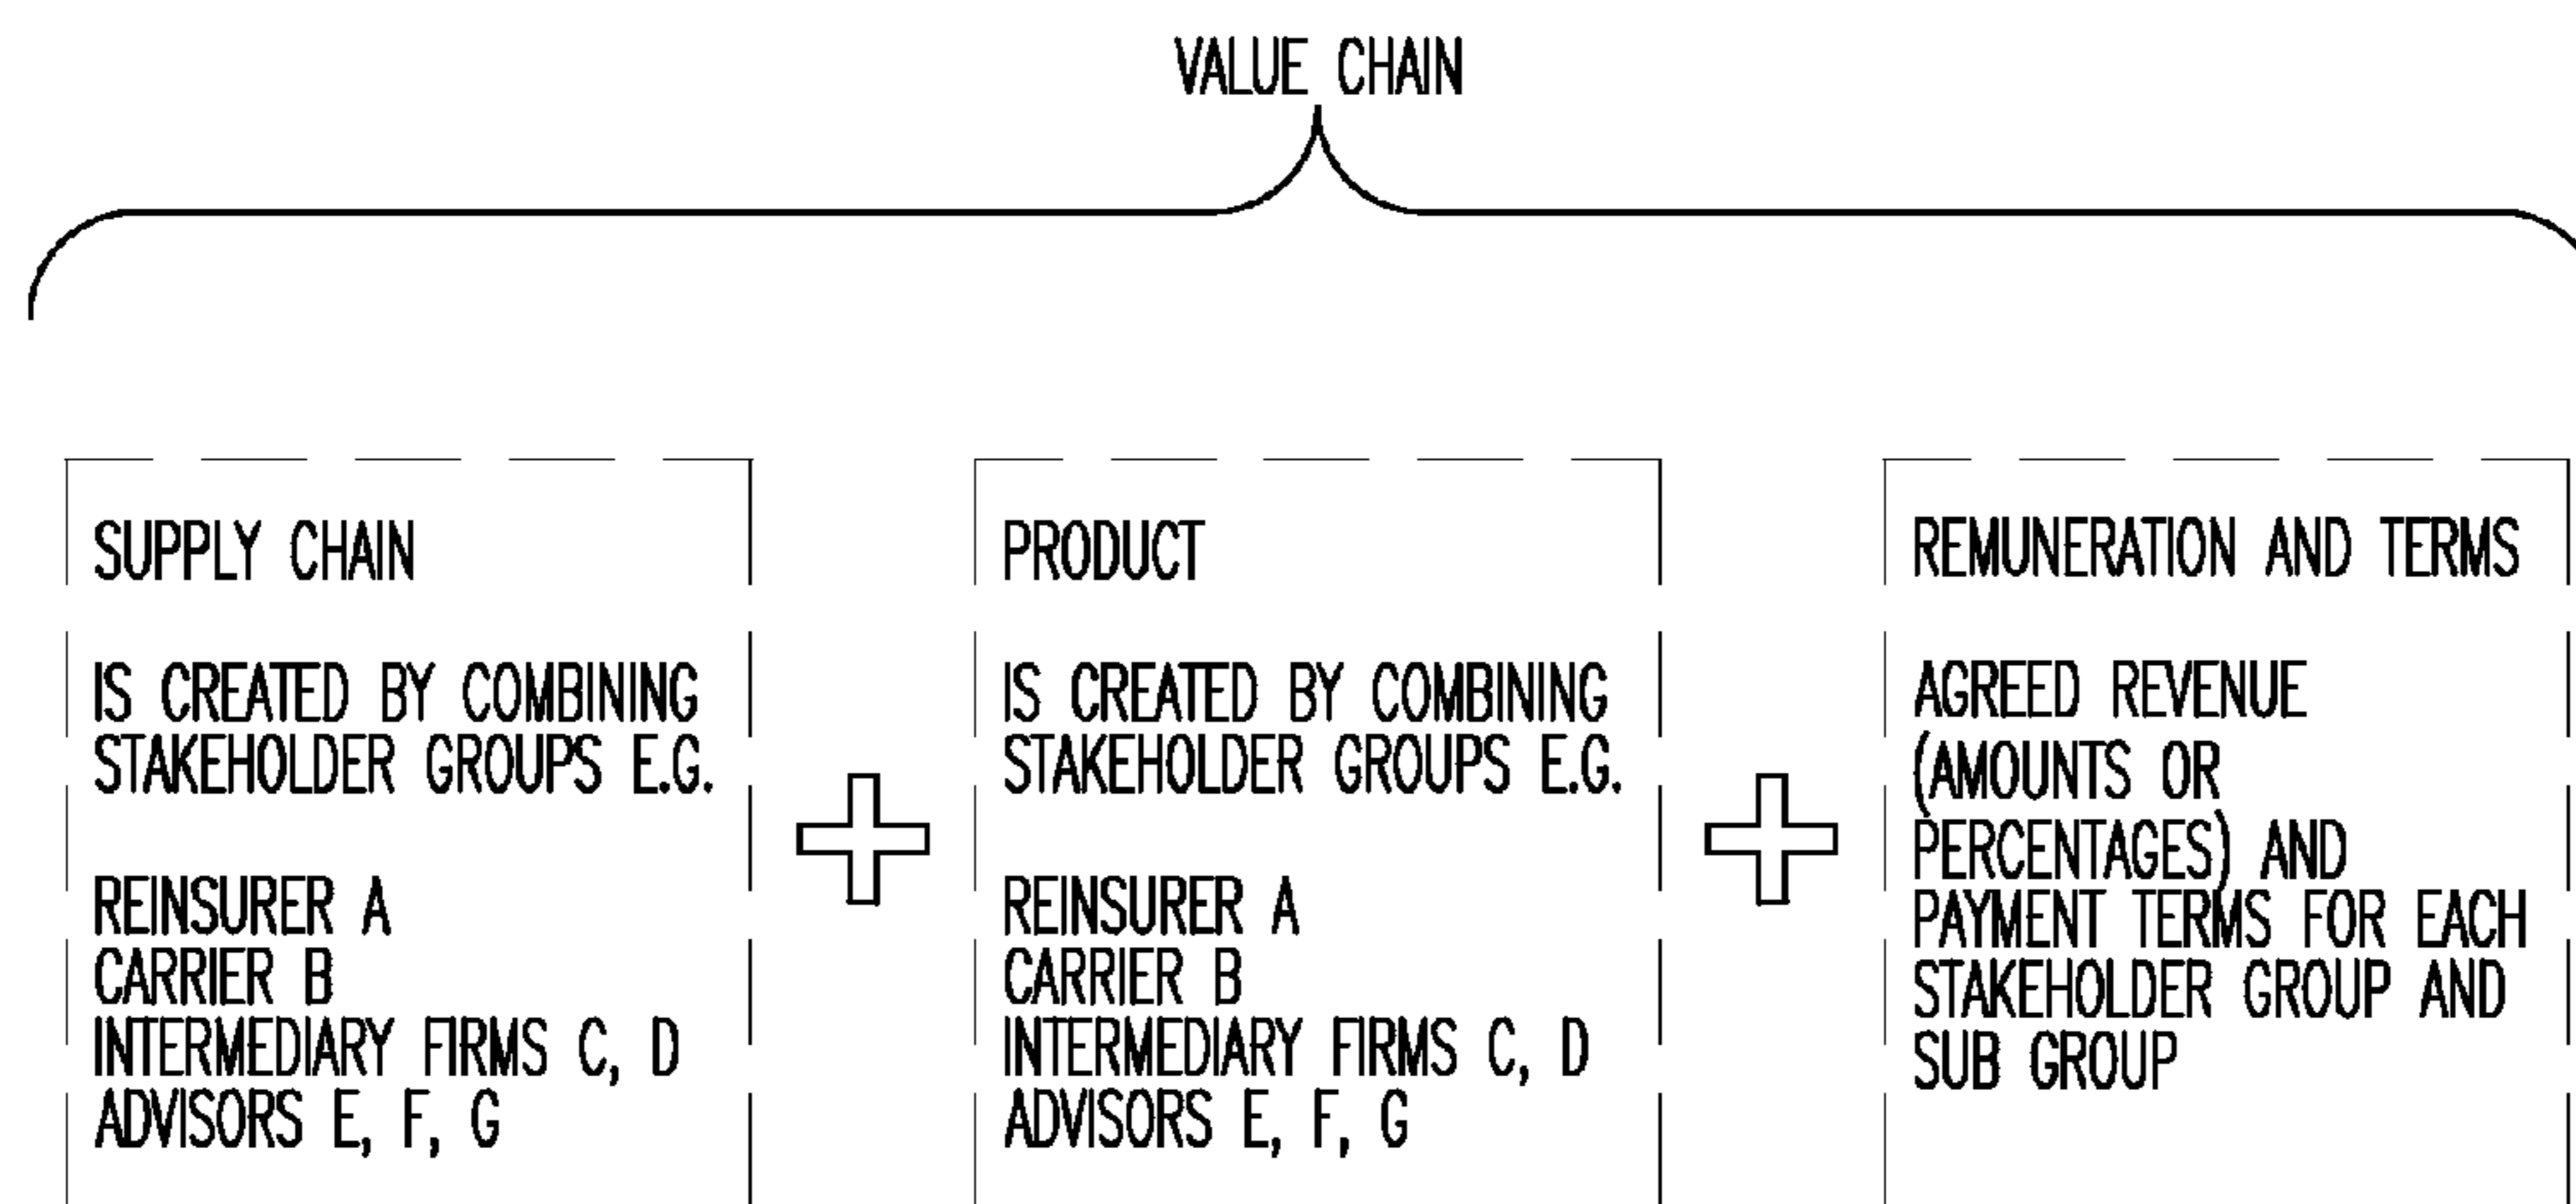 VALUE CHAIN
SUPPLY CHAIN
IS CREATED BY COMBINING
STAKEHOLDER GROUPS E.G.
REINSURER A
CARRIER B
INTERMEDIARY FIRMS C, D
ADVISORS E, F, G
PRODUCT
IS CREATED BY COMBINING
STAKEHOLDER GROUPS E.G.
REINSURER A
CARRIER B
INTERMEDIARY FIRMS C, D
ADVISORS E, F, G
REMUNERATION AND TERMS
AGREED REVENUE
(AMOUNTS OR
PERCENTAGES) AND
PAYMENT TERMS FOR EACH
STAKEHOLDER GROUP AND
SUB GROUP